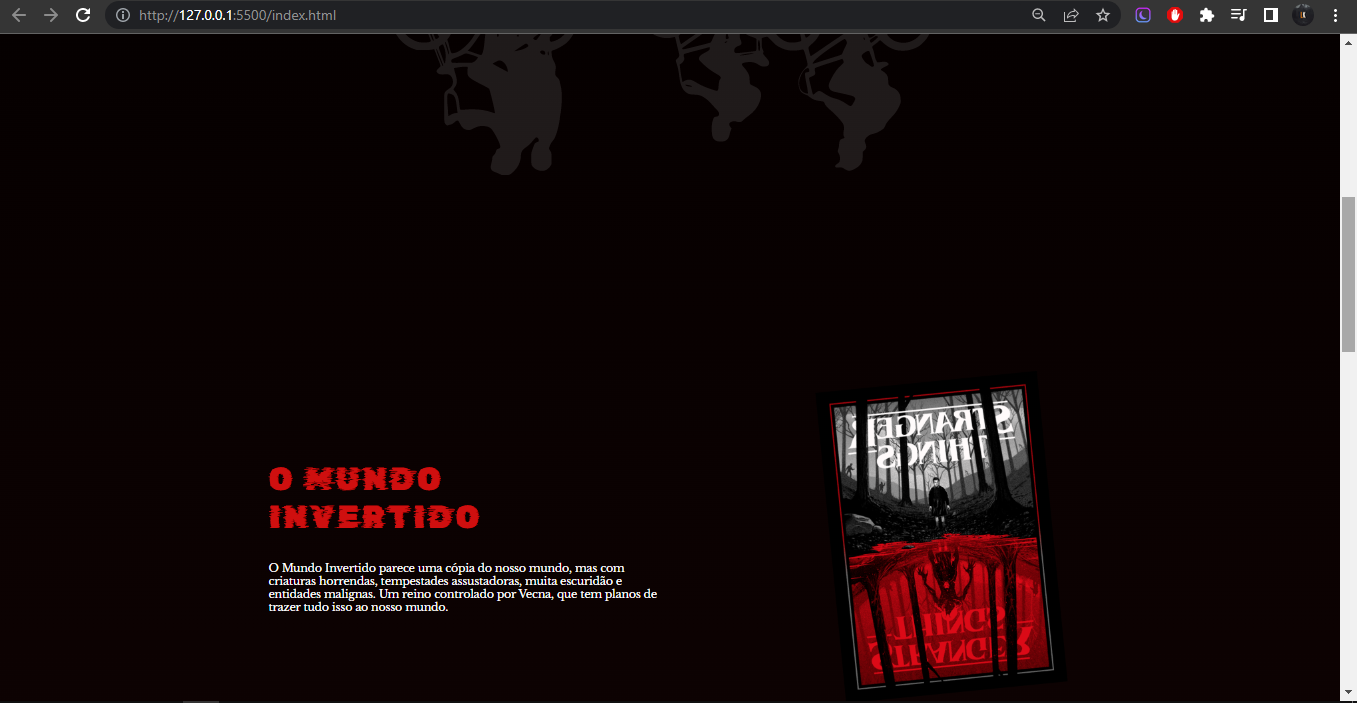 http://127.0.0.1:5500/index.html
STRANGER
THINGS
O MUNDO
INVERTIDO
O Mundo Invertido parece uma cópia do nosso mundo, mas com
criaturas horrendas, tempestades assustadoras, muita escuridão e
entidades malignas. Um reino controlado por Vecna, que tem planos de
trazer tudo isso ao nosso mundo.
THINGS
STRANGER